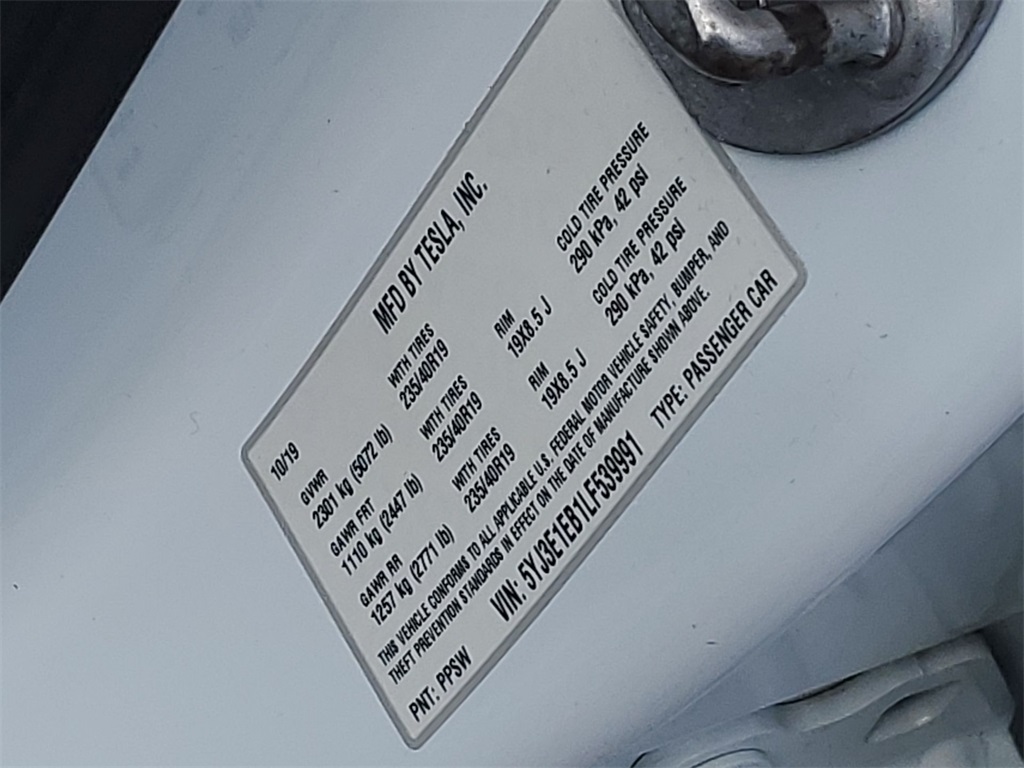 MFD BY TESLA, INC.
10/19
GVWR
2301 kg (5072 lb)
WITH TIRES
235/40R19
RIM
19X8.5 J
COLD TIRE PRESSURE
290 kPa, 42 psi
GAWR FRT
1110 kg (2447 lb)
WITH TIRES
235/40R19
RIM
19X8.5 J
COLD TIRE PRESSURE
290 kPa, 42 psi
GAWR RR
1257 kg (2771 lb)
WITH TIRES
235/40R19
THIS VEHICLE CONFORMS TO ALL APPLICABLE U.S. FEDERAL MOTOR VEHICLE SAFETY, BUMPER, AND
THEFT PREVENTION STANDARDS IN EFFECT ON THE DATE OF MANUFACTURE SHOWN ABOVE.
VIN: 5YJ3E1EB1LF539991
TYPE: PASSENGER CAR
PNT: PPSW